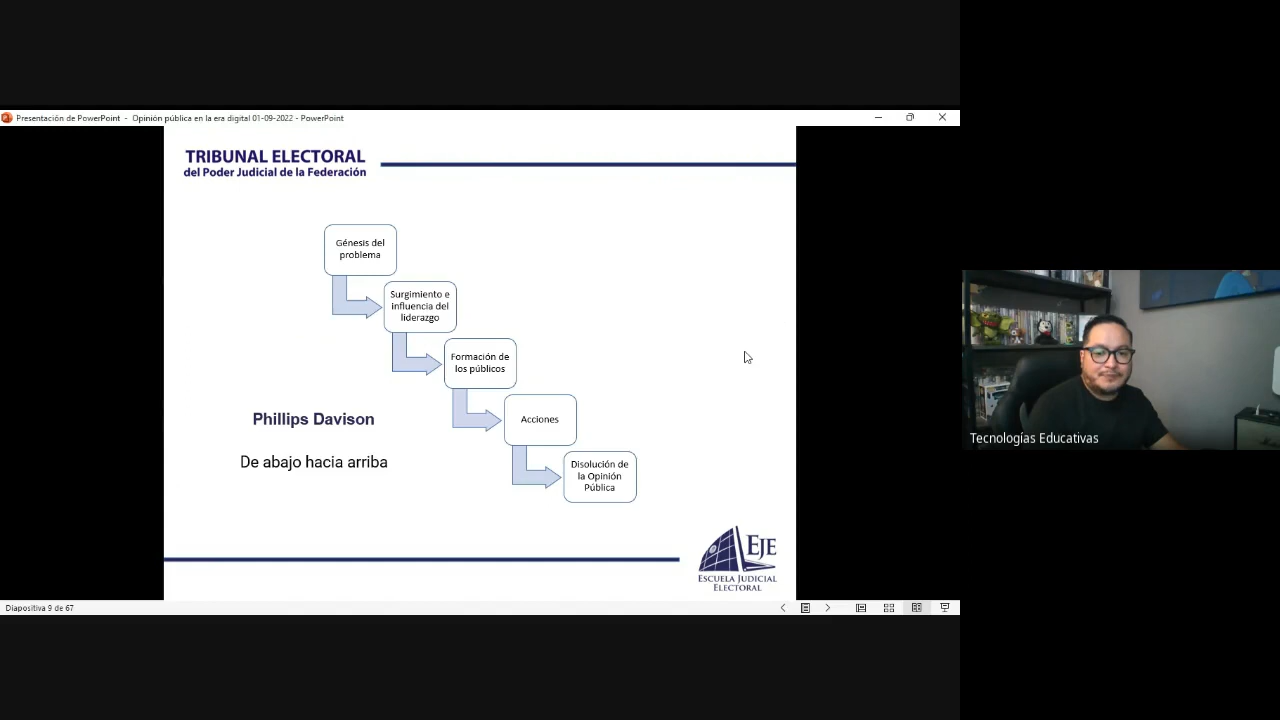 Presentación de PowerPoint - Opinión pública en la era digital 01-09-2022 - PowerPoint
TRIBUNAL ELECTORAL
del Poder Judicial de la Federación
Génesis del
problema
Surgimiento e
influencia del
liderazgo
Formación de
los públicos
Acciones
Disolución de
la Opinión
Pública
Phillips Davison
De abajo hacia arriba
EJE
ESCUELA JUDICIAL
ELECTORAL
Diapositiva 9 de 67
Tecnologías Educativas